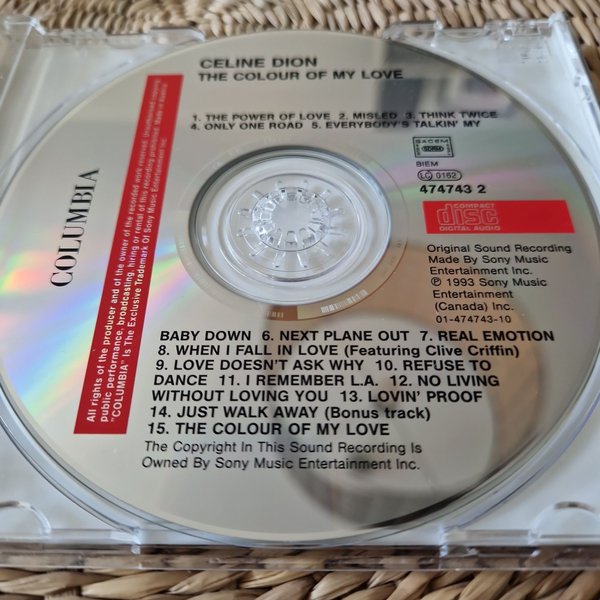 CELINE DION
THE COLOUR OF MY LOVE
1. THE POWER OF LOVE 2. MISLED 3. THINK TWICE
4. ONLY ONE ROAD 5. EVERYBODY'S TALKIN' MY
SACEM
BIEM
LC 0162
474743 2
COMPACT
disc
DIGITAL AUDIO
Original Sound Recording
Made By Sony Music
Entertainment Inc.
℗ 1993 Sony Music
Entertainment
(Canada) Inc.
01-474743-10
COLUMBIA
All rights of the producer and of the owner of the recorded work reserved. Unauthorised copying,
public performance, broadcasting, hiring or rental of this recording prohibited. Made in Austria
"COLUMBIA" Is The Exclusive Trademark Of Sony Music Entertainment Inc.
BABY DOWN 6. NEXT PLANE OUT 7. REAL EMOTION
8. WHEN I FALL IN LOVE (Featuring Clive Criffin)
9. LOVE DOESN'T ASK WHY 10. REFUSE TO
DANCE 11. I REMEMBER L.A. 12. NO LIVING
WITHOUT LOVING YOU 13. LOVIN' PROOF
14. JUST WALK AWAY (Bonus track)
15. THE COLOUR OF MY LOVE
The Copyright In This Sound Recording Is
Owned By Sony Music Entertainment Inc.